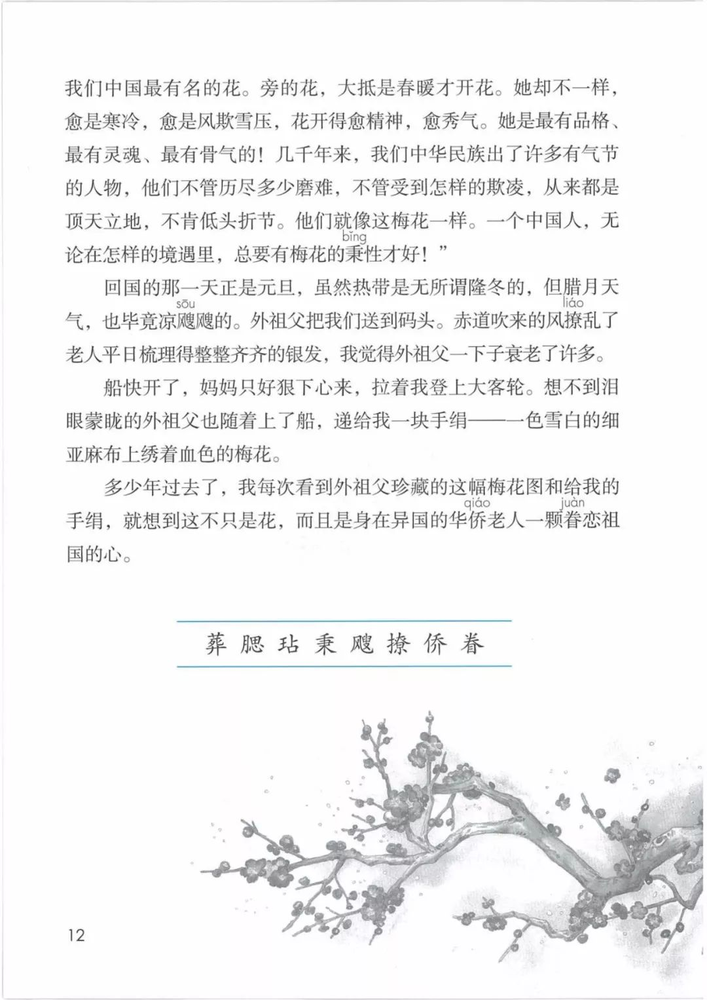 我们中国最有名的花。旁的花，大抵是春暖才开花。她却不一样，
愈是寒冷，愈是风欺雪压，花开得愈精神，愈秀气。她是最有品格、
最有灵魂、最有骨气的！几千年来，我们中华民族出了许多有气节
的人物，他们不管历尽多少磨难，不管受到怎样的欺凌，从来都是
顶天立地，不肯低头折节。他们就像这梅花一样。一个中国人，无
bǐng
论在怎样的境遇里，总要有梅花的秉性才好！”
回国的那一天正是元旦，虽然热带是无所谓隆冬的，但腊月天
sōu liáo
气，也毕竟凉飕飕的。外祖父把我们送到码头。赤道吹来的风撩乱了
老人平日梳理得整整齐齐的银发，我觉得外祖父一下子衰老了许多。
船快开了，妈妈只好狠下心来，拉着我登上大客轮。想不到泪
眼蒙眬的外祖父也随着上了船，递给我一块手绢——一色雪白的细
亚麻布上绣着血色的梅花。
多少年过去了，我每次看到外祖父珍藏的这幅梅花图和给我的
qiáo juàn
手绢，就想到这不只是花，而且是身在异国的华侨老人一颗眷恋祖
国的心。
葬 腮 玷 秉 飕 撩 侨 眷
12